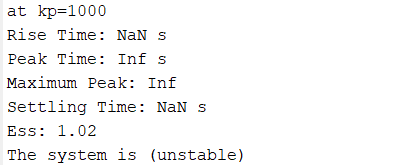 at kp=1000
Rise Time: NaN s
Peak Time: Inf s
Maximum Peak: Inf
Settling Time: NaN s
Ess: 1.02
The system is (unstable)